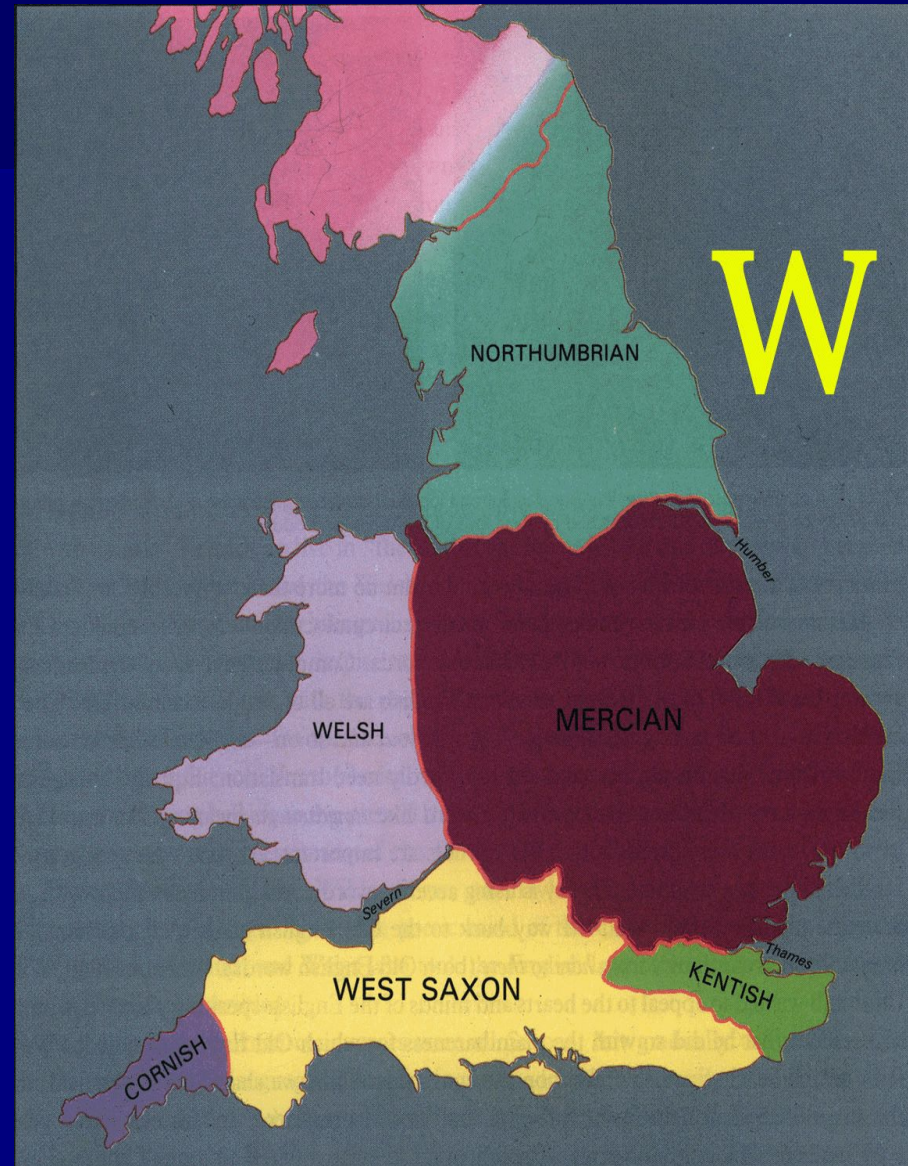 W
NORTHUMBRIAN
Humber
WELSH
MERCIAN
Severn
Thames
KENTISH
WEST SAXON
CORNISH